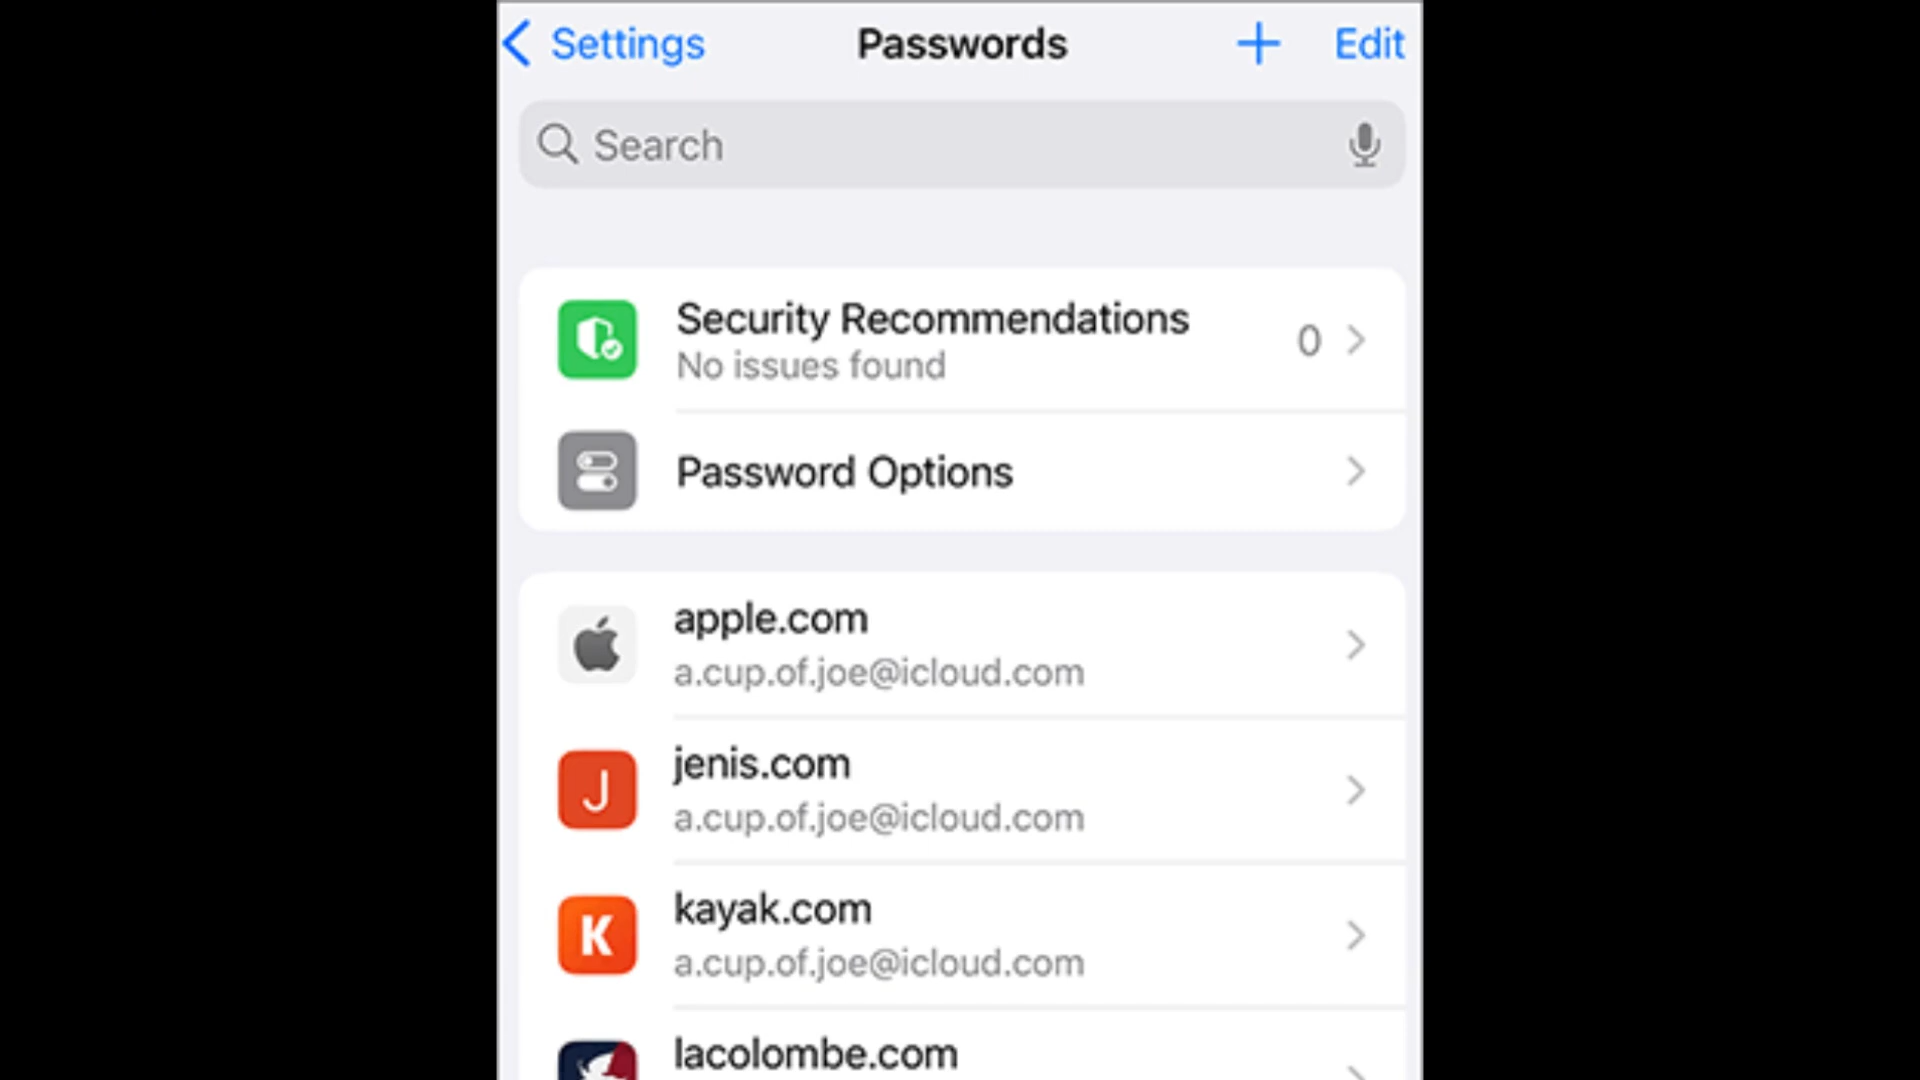 Settings Passwords Edit
Search
Security Recommendations
No issues found
0
Password Options
apple.com
a.cup.of.joe@icloud.com
J
jenis.com
a.cup.of.joe@icloud.com
K
kayak.com
a.cup.of.joe@icloud.com
lacolombe.com